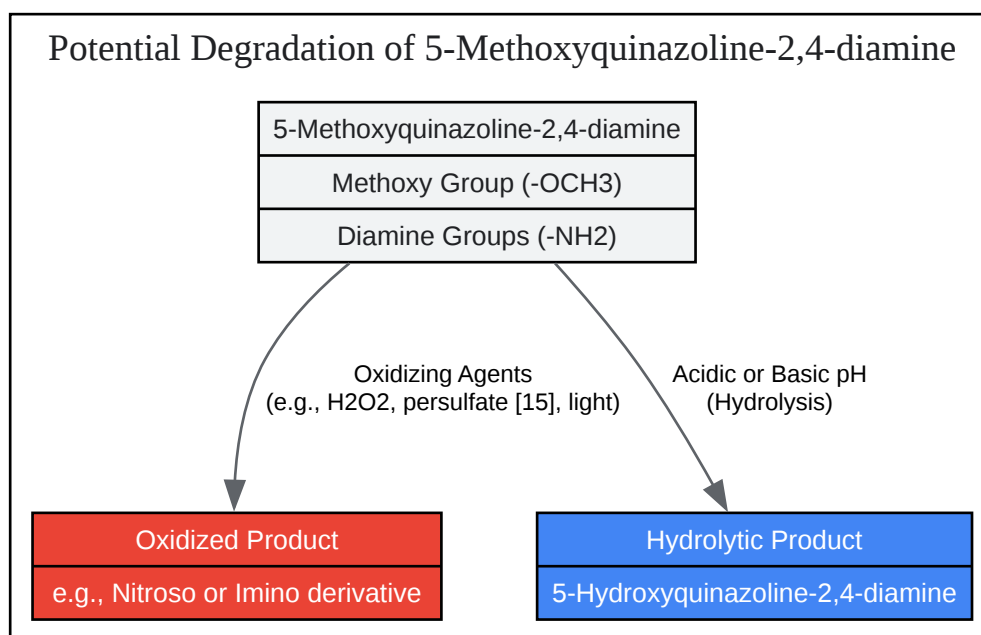 Potential Degradation of 5-Methoxyquinazoline-2,4-diamine
5-Methoxyquinazoline-2,4-diamine
Methoxy Group (-OCH3)
Diamine Groups (-NH2)
Oxidizing Agents
(e.g., H2O2, persulfate [15], light)
Acidic or Basic pH
(Hydrolysis)
Oxidized Product
e.g., Nitroso or Imino derivative
Hydrolytic Product
5-Hydroxyquinazoline-2,4-diamine